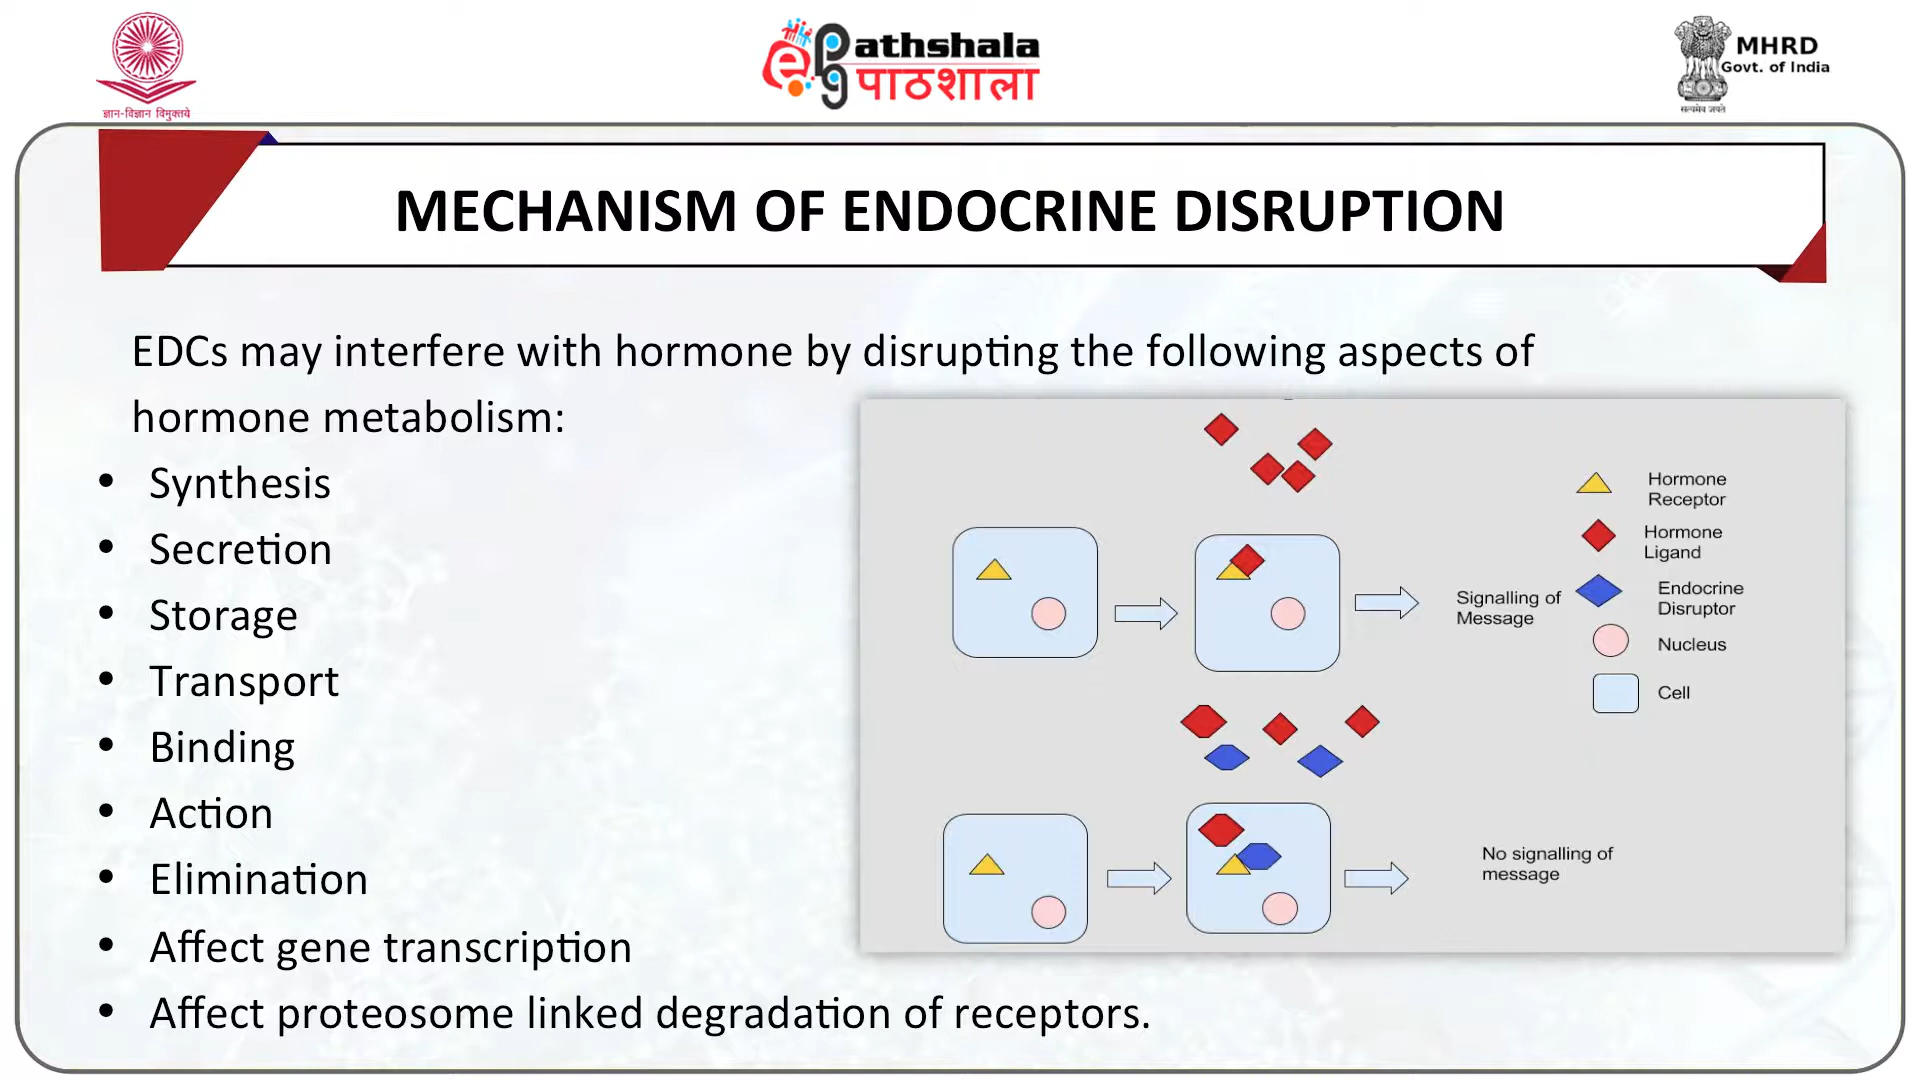 ज्ञान-विज्ञान विमुक्तये
ePGathshala
पाठशाला
MHRD
Govt. of India
सत्यमेव जयते
MECHANISM OF ENDOCRINE DISRUPTION
EDCs may interfere with hormone by disrupting the following aspects of
hormone metabolism:
• Synthesis
• Secretion
• Storage
• Transport
• Binding
• Action
• Elimination
• Affect gene transcription
• Affect proteosome linked degradation of receptors.
Hormone
Receptor
Hormone
Ligand
Endocrine
Disruptor
Nucleus
Cell
Signalling of
Message
No signalling of
message